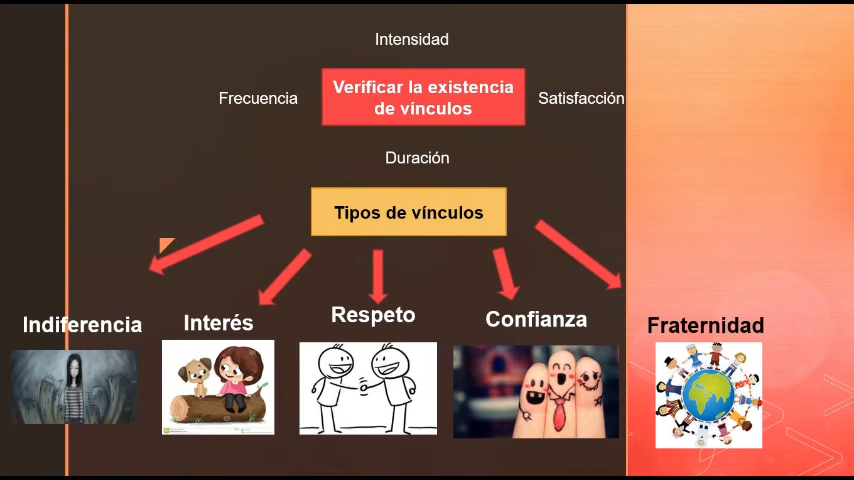 Intensidad
Frecuencia
Verificar la existencia
de vínculos
Satisfacción
Duración
Tipos de vínculos
Indiferencia
Interés
Respeto
Confianza
Fraternidad